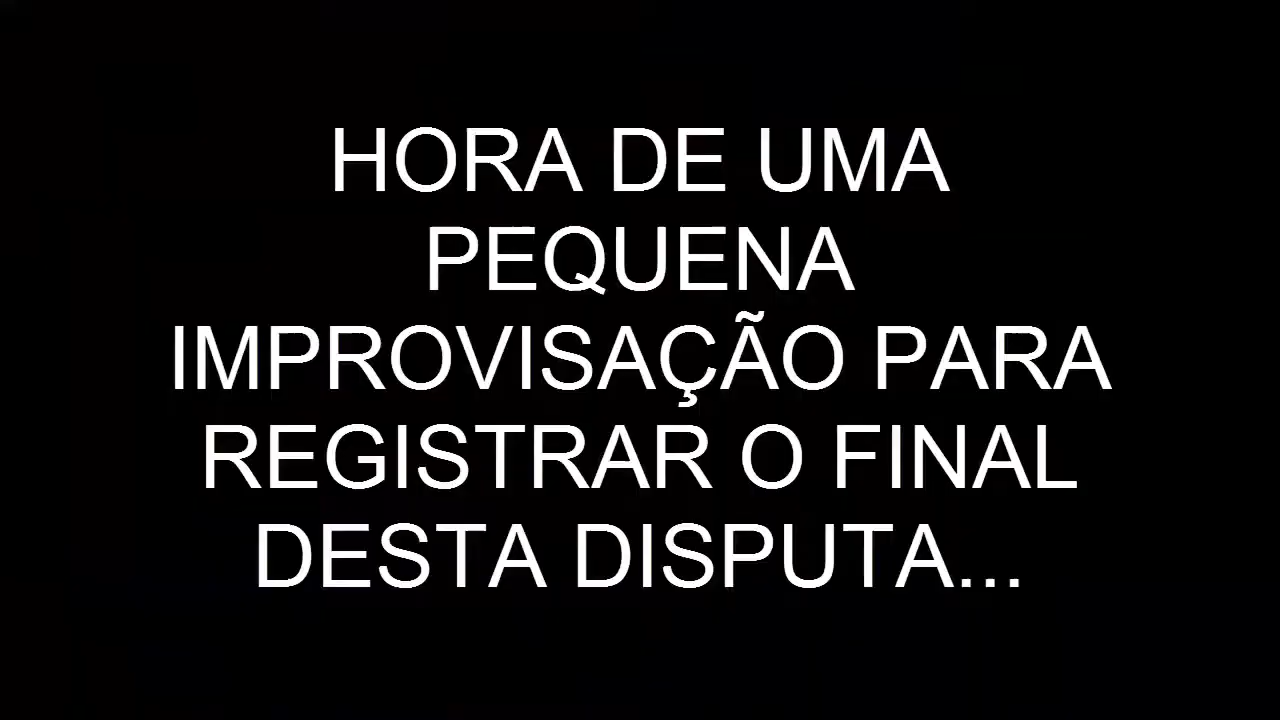 HORA DE UMA
PEQUENA
IMPROVISAÇÃO PARA
REGISTRAR O FINAL
DESTA DISPUTA...